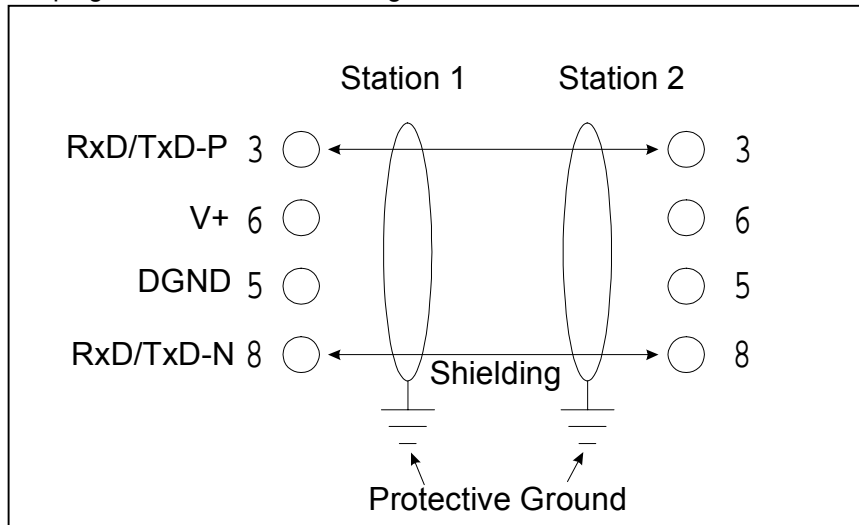 Station 1 Station 2
RxD/TxD-P 3 3
V+ 6 6
DGND 5 5
RxD/TxD-N 8 8
Shielding
Protective Ground